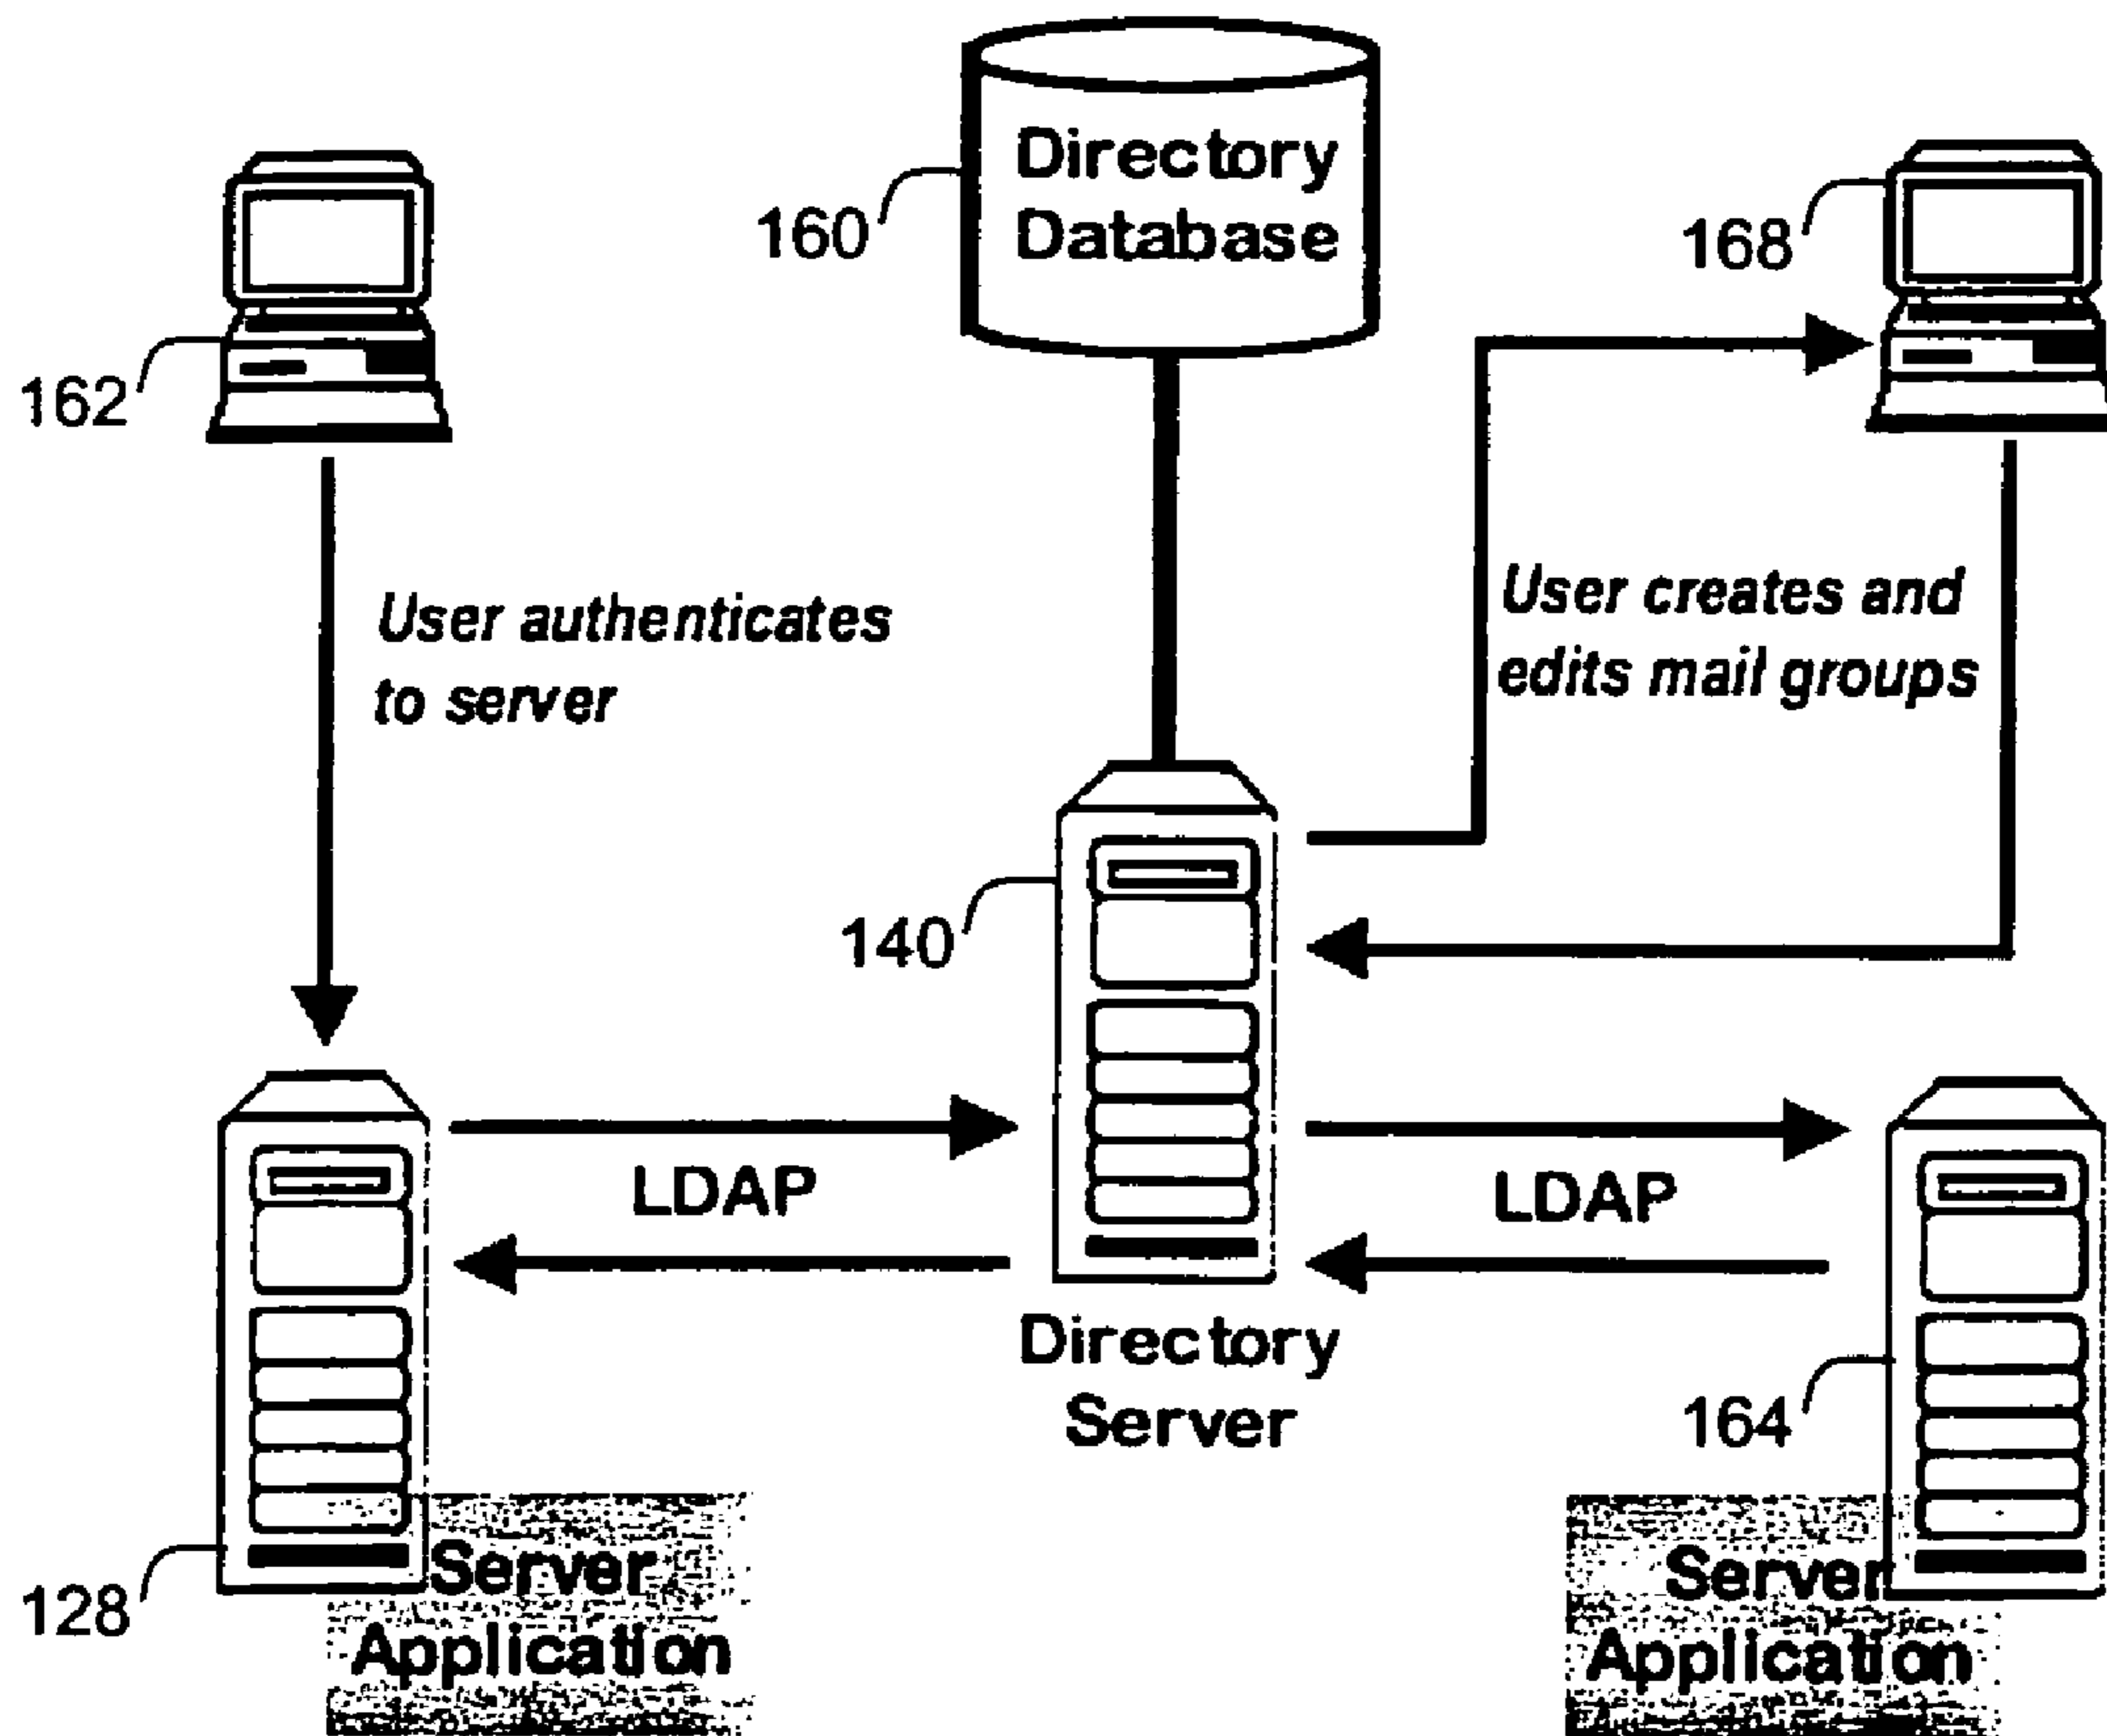 Directory
Database
160
168
162
User authenticates
to server
User creates and
edits mail groups
140
LDAP
LDAP
Directory
Server
164
128
Server
Application
Server
Application